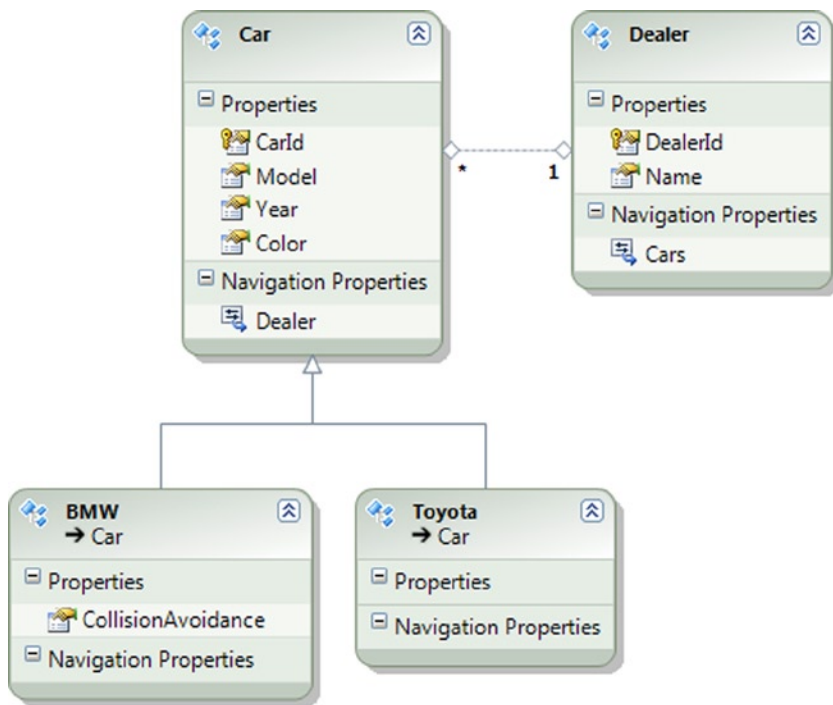 Car
Properties
CarId
Model
Year
Color
Navigation Properties
Dealer
*
1
Dealer
Properties
DealerId
Name
Navigation Properties
Cars
BMW
→ Car
Properties
CollisionAvoidance
Navigation Properties
Toyota
→ Car
Properties
Navigation Properties